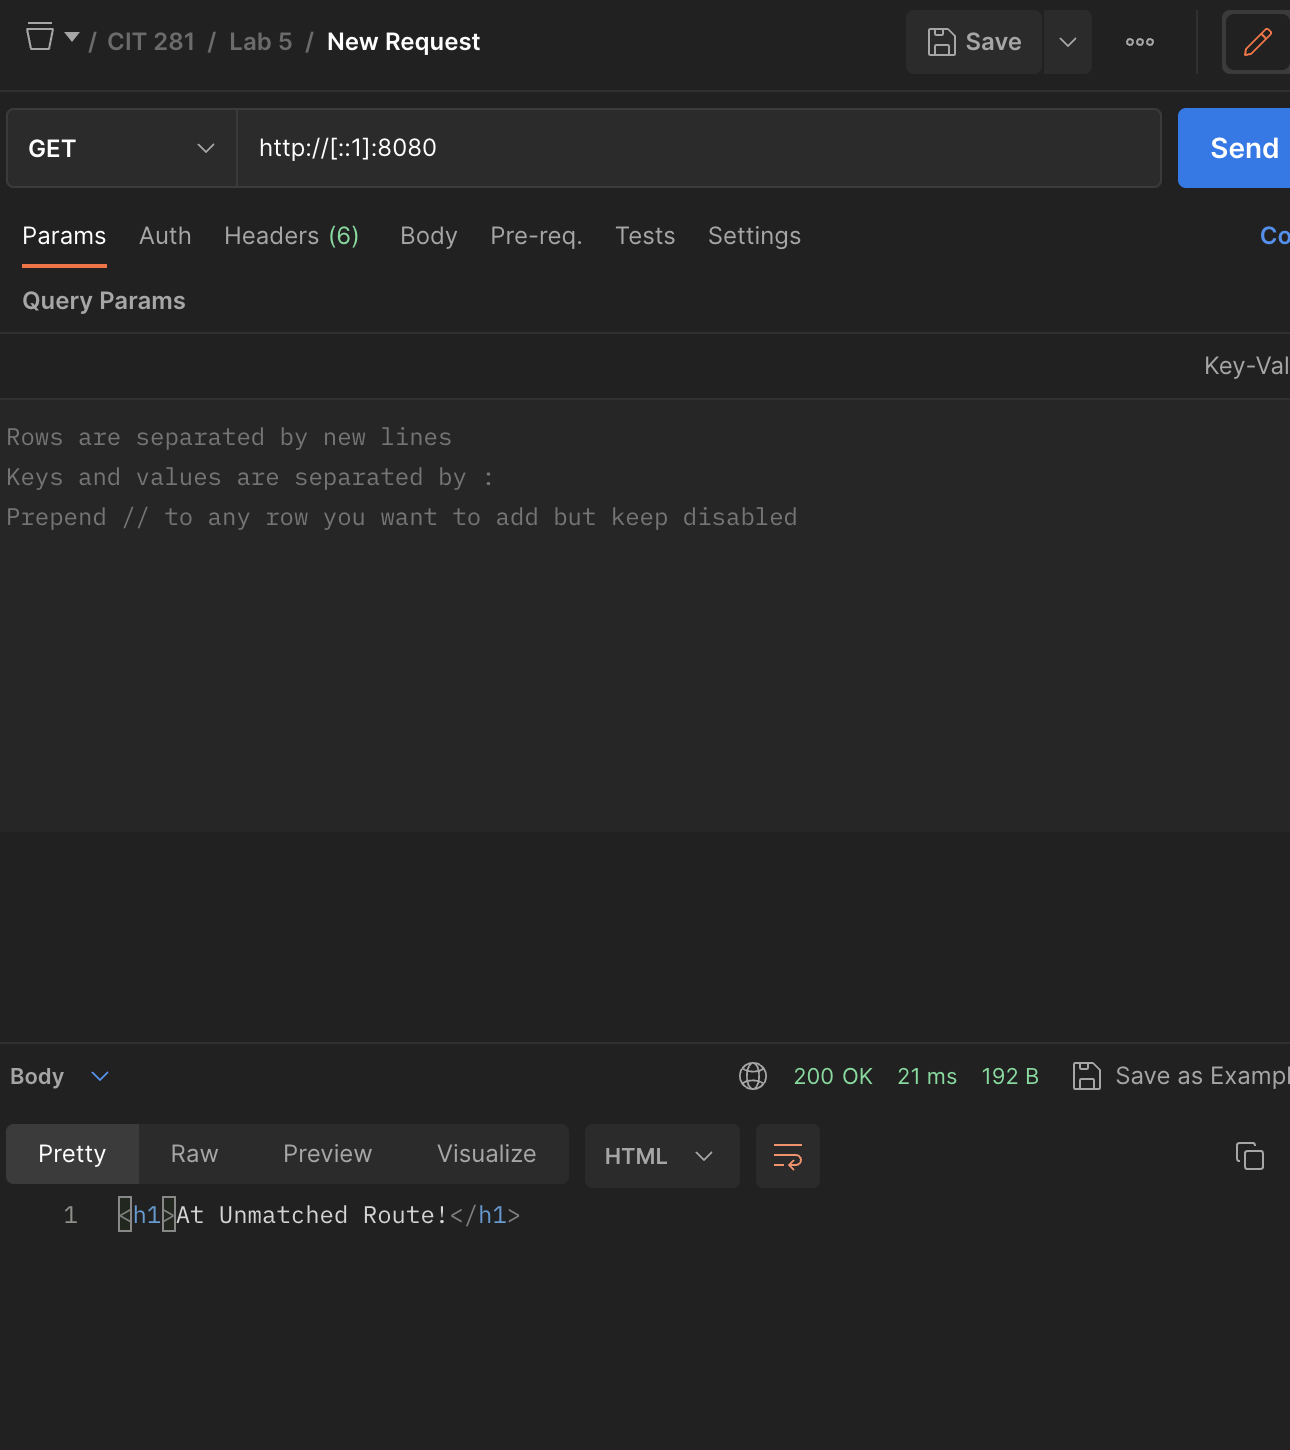 / CIT 281 / Lab 5 / New Request Save
GET http://[::1]:8080 Send
Params Auth Headers (6) Body Pre-req. Tests Settings Co
Query Params
Key-Val
Rows are separated by new lines
Keys and values are separated by :
Prepend // to any row you want to add but keep disabled
Body 200 OK 21 ms 192 B Save as Exampl
Pretty Raw Preview Visualize HTML
1 <h1>At Unmatched Route!</h1>